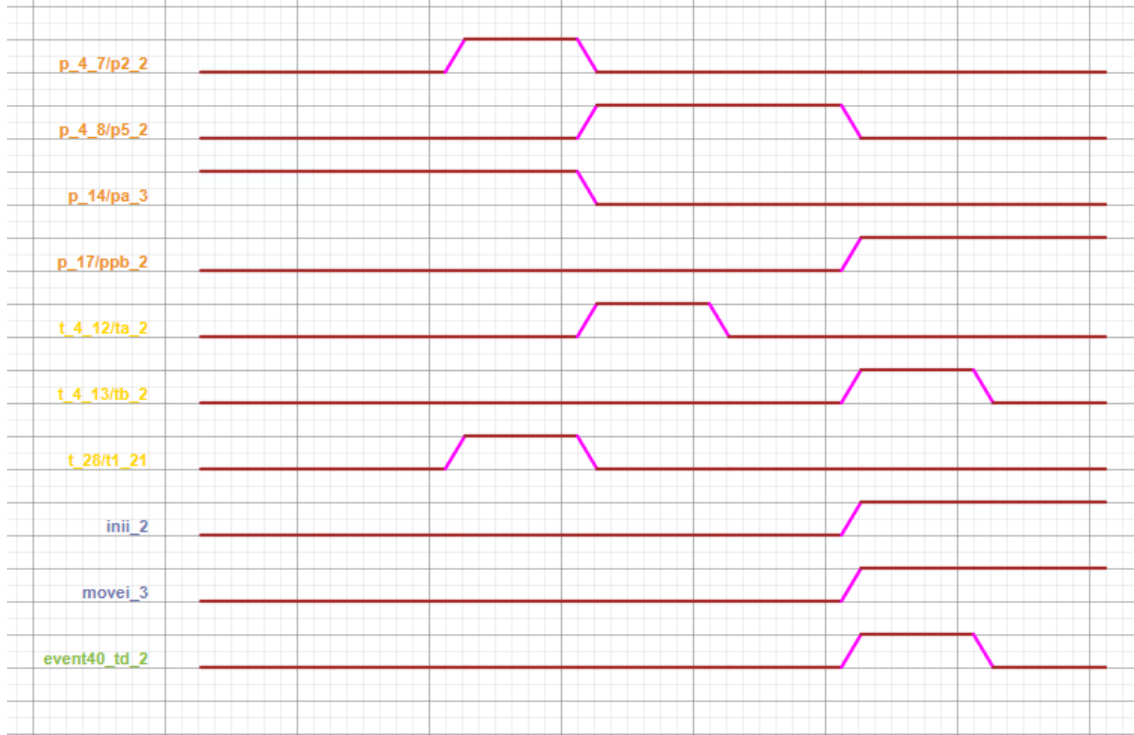 p_4_7/p2_2
p_4_8/p5_2
p_14/pa_3
p_17/ppb_2
t_4_12/ta_2
t_4_13/tb_2
t_28/t1_21
inii_2
movei_3
event40_td_2